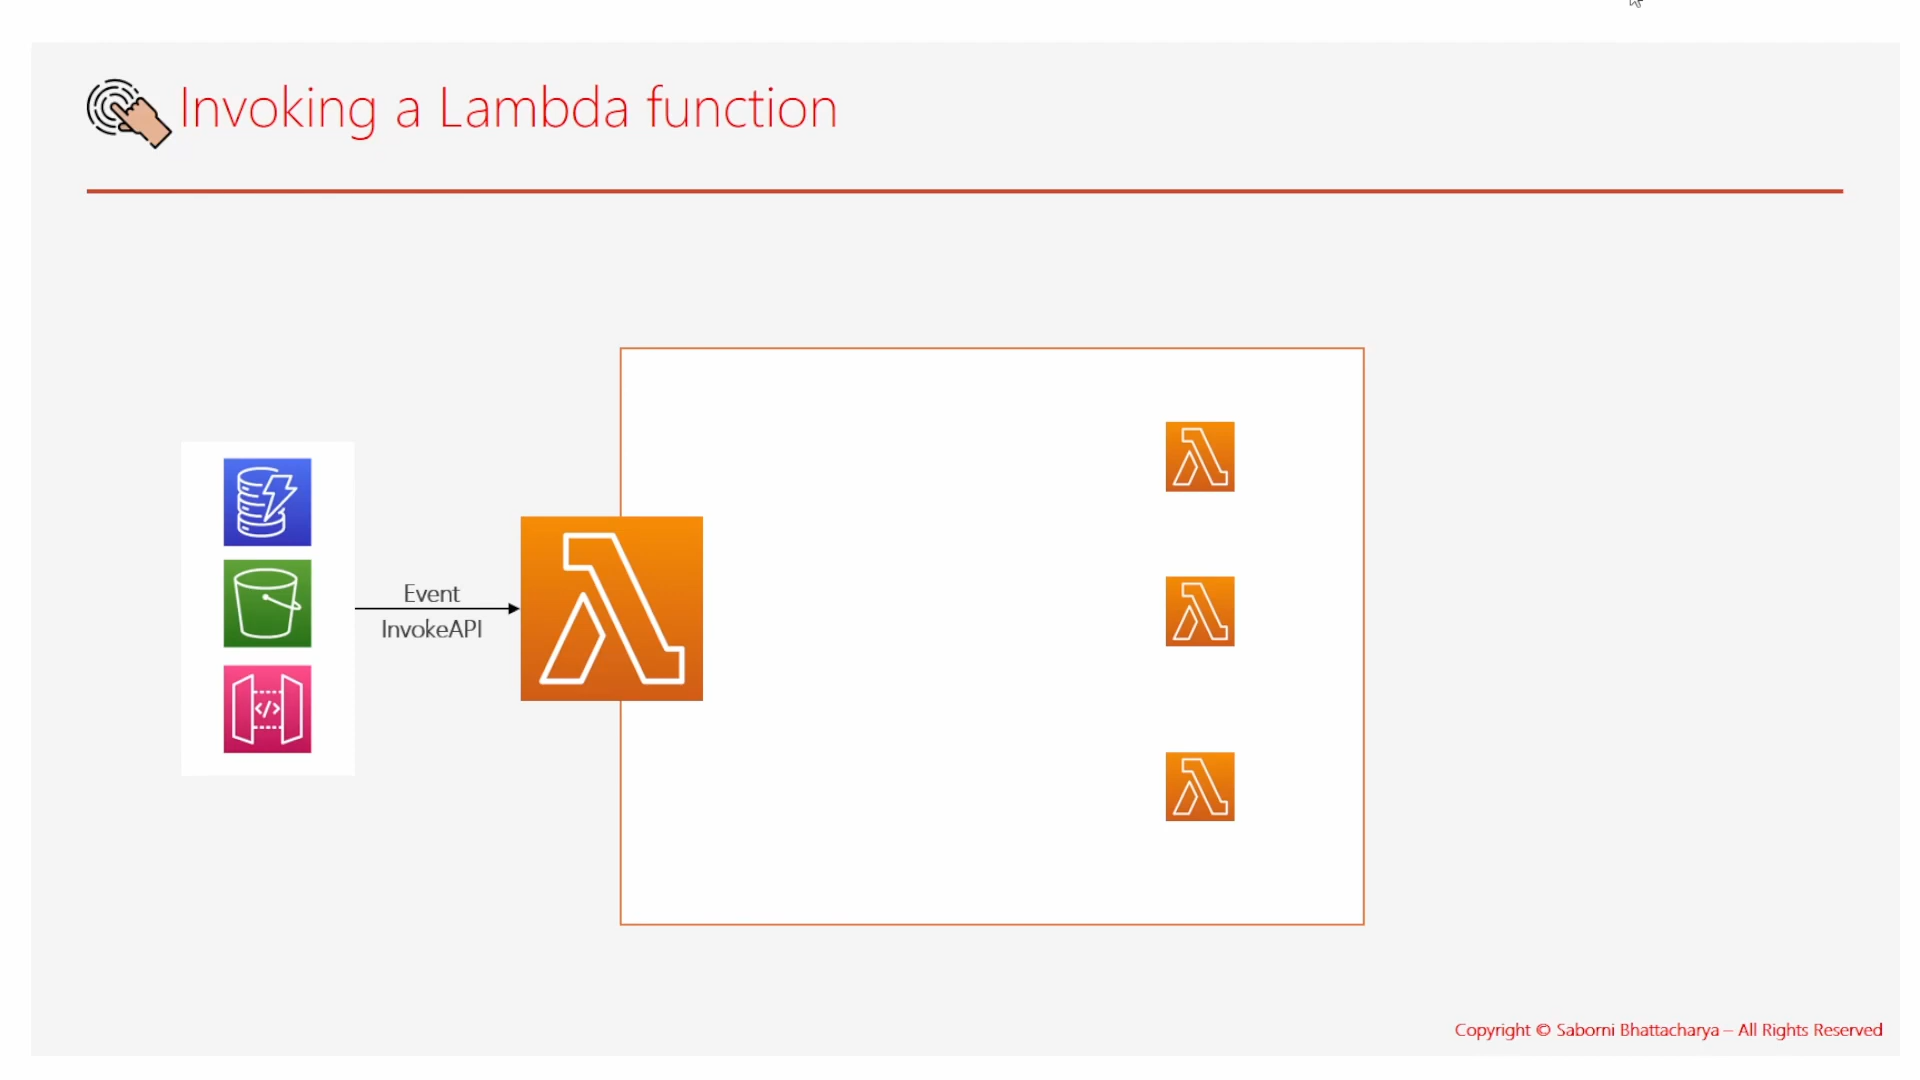 Invoking a Lambda function
Event
InvokeAPI
</>
Copyright © Saborni Bhattacharya – All Rights Reserved